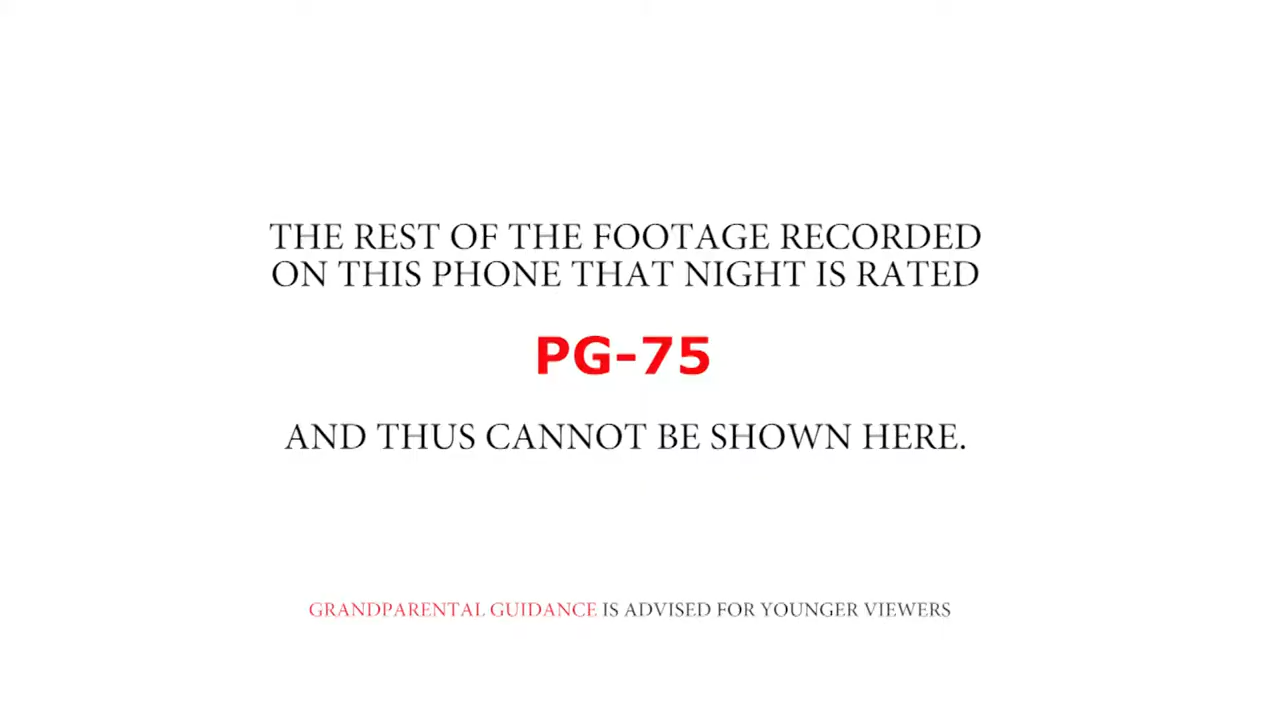 THE REST OF THE FOOTAGE RECORDED
ON THIS PHONE THAT NIGHT IS RATED
PG-75
AND THUS CANNOT BE SHOWN HERE.
GRANDPARENTAL GUIDANCE IS ADVISED FOR YOUNGER VIEWERS